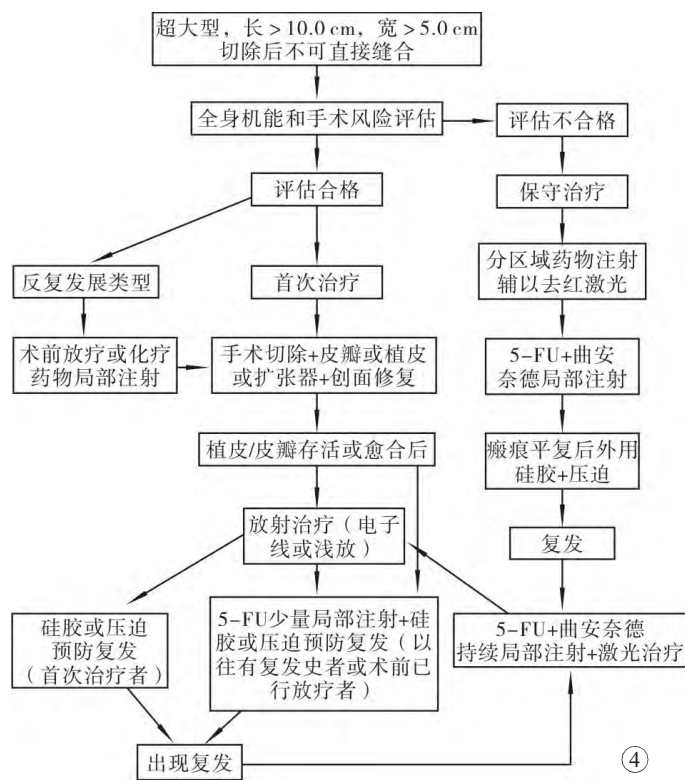 超大型，长>10.0 cm，宽>5.0 cm
切除后不可直接缝合
全身机能和手术风险评估
评估不合格
评估合格
保守治疗
反复发展类型
首次治疗
分区域药物注射
辅以去红激光
术前放疗或化疗
药物局部注射
手术切除+皮瓣或植皮
或扩张器+创面修复
5-FU+曲安
奈德局部注射
植皮/皮瓣存活或愈合后
瘢痕平复后外用
硅胶+压迫
放射治疗（电子
线或浅放）
复发
硅胶或压迫
预防复发
（首次治疗者）
5-FU少量局部注射+硅
胶或压迫预防复发（以
往有复发史者或术前已
行放疗者）
5-FU+曲安奈德
持续局部注射+激光治疗
出现复发
④